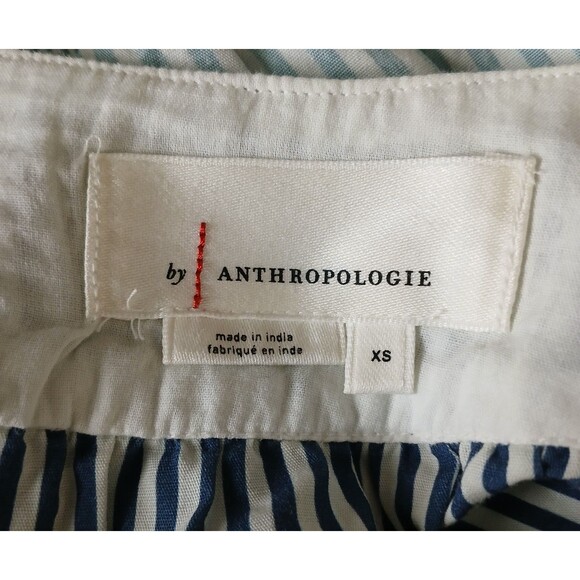 by ANTHROPOLOGIE
made in india
fabriqué en inde
XS